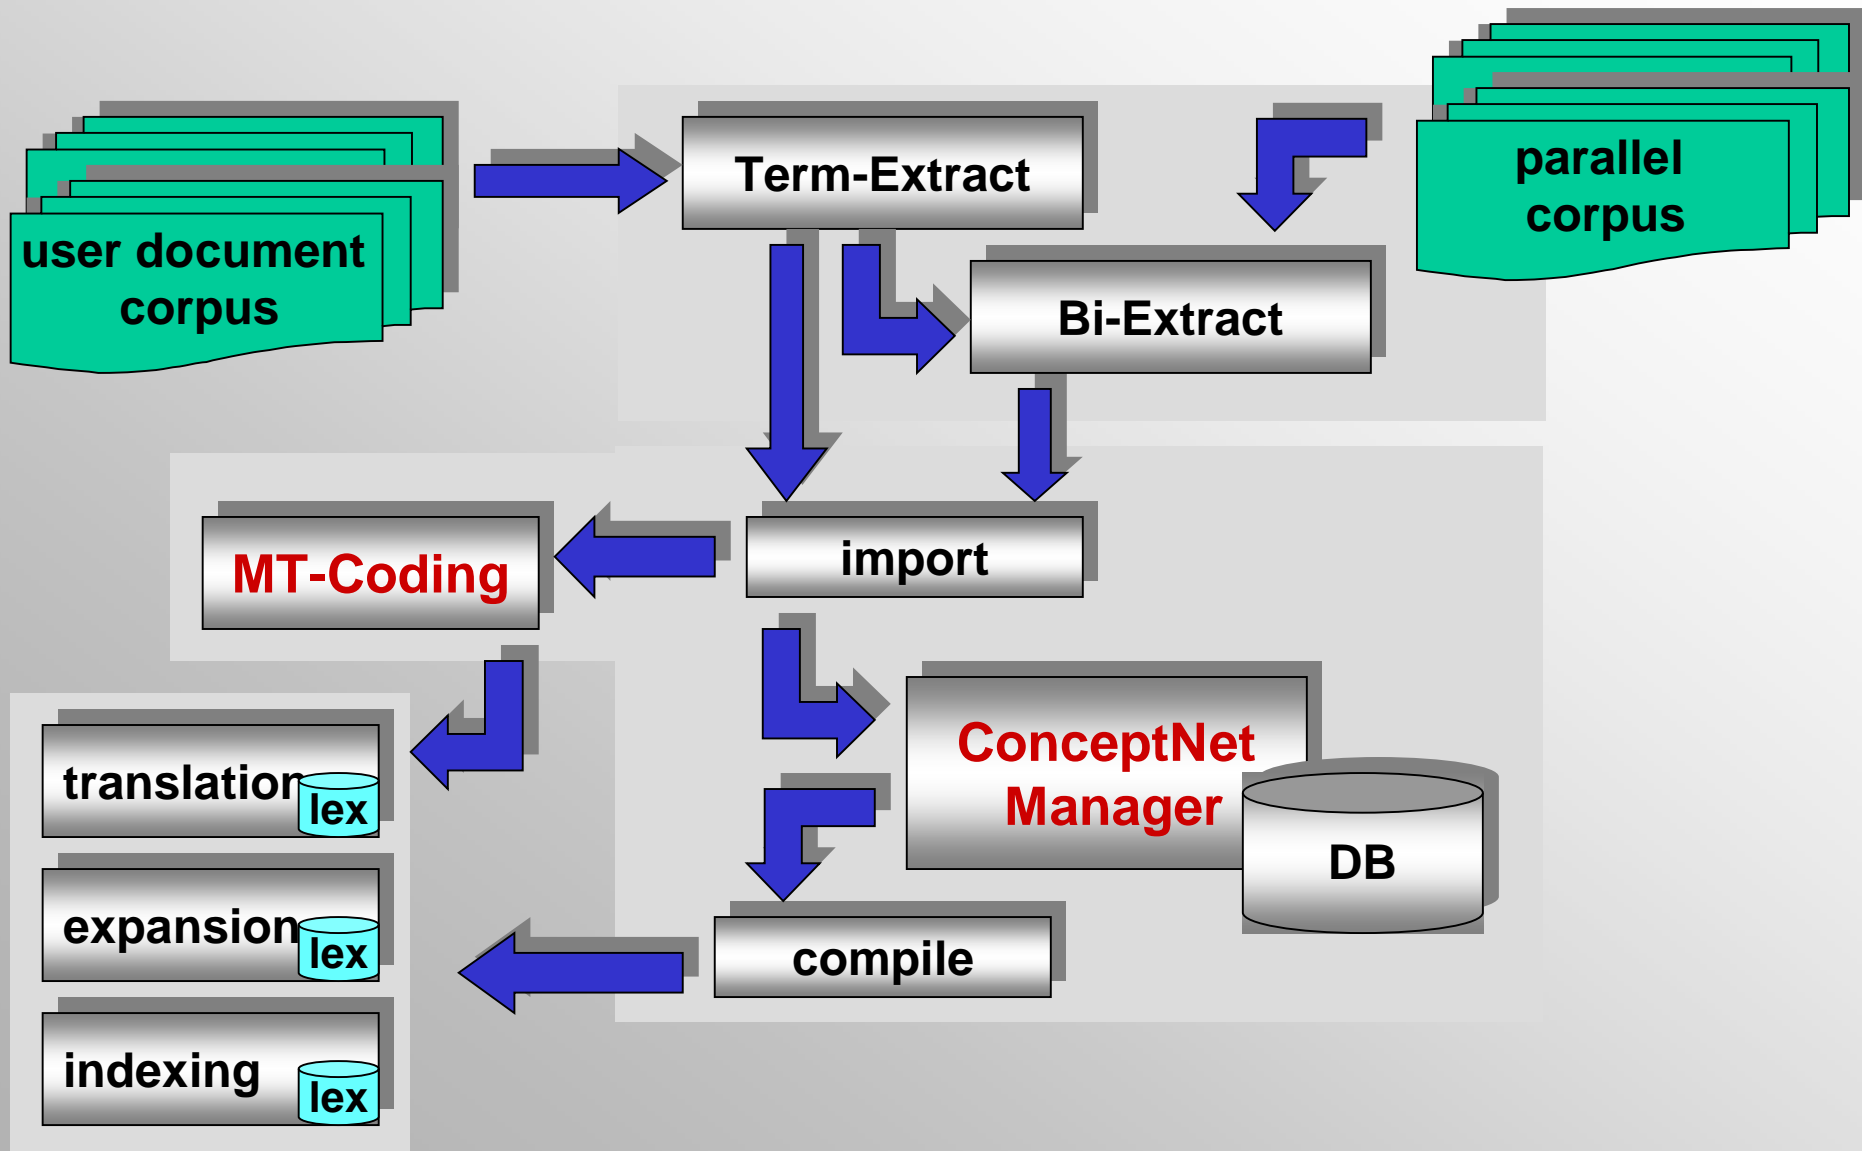 user document
corpus
Term-Extract
parallel
corpus
Bi-Extract
import
MT-Coding
ConceptNet
Manager
DB
compile
translation
lex
expansion
lex
indexing
lex